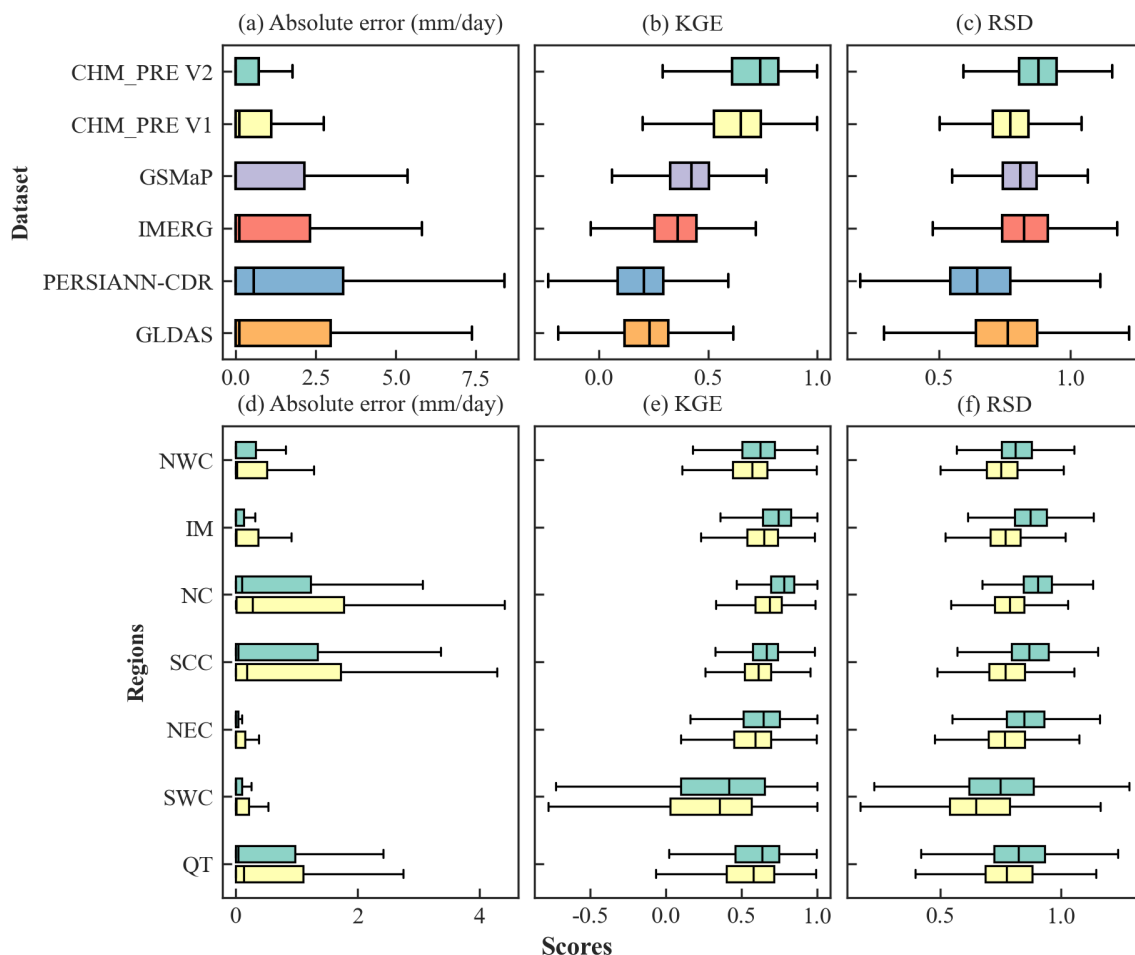 (a) Absolute error (mm/day)
(b) KGE
(c) RSD
Dataset
CHM_PRE V2
CHM_PRE V1
GSMaP
IMERG
PERSIANN-CDR
GLDAS
0.0 2.5 5.0 7.5
0.0 0.5 1.0
0.5 1.0
(d) Absolute error (mm/day)
(e) KGE
(f) RSD
Regions
NWC
IM
NC
SCC
NEC
SWC
QT
0 2 4
-0.5 0.0 0.5 1.0
0.5 1.0
Scores